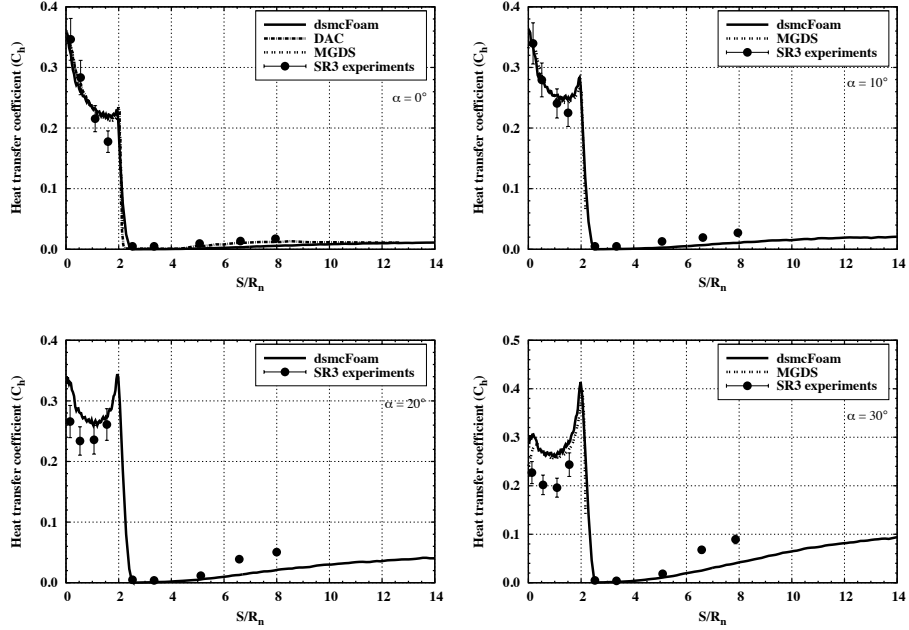 0.4
0.3
0.2
0.1
0.0
Heat transfer coefficient (C_h)
0 2 4 6 8 10 12 14
S/R_n
dsmcFoam
DAC
MGDS
SR3 experiments
α = 0°
0.4
0.3
0.2
0.1
0.0
Heat transfer coefficient (C_h)
0 2 4 6 8 10 12 14
S/R_n
dsmcFoam
MGDS
SR3 experiments
α = 10°
0.4
0.3
0.2
0.1
0.0
Heat transfer coefficient (C_h)
0 2 4 6 8 10 12 14
S/R_n
dsmcFoam
SR3 experiments
α = 20°
0.5
0.4
0.3
0.2
0.1
0.0
Heat transfer coefficient (C_h)
0 2 4 6 8 10 12 14
S/R_n
dsmcFoam
MGDS
SR3 experiments
α = 30°